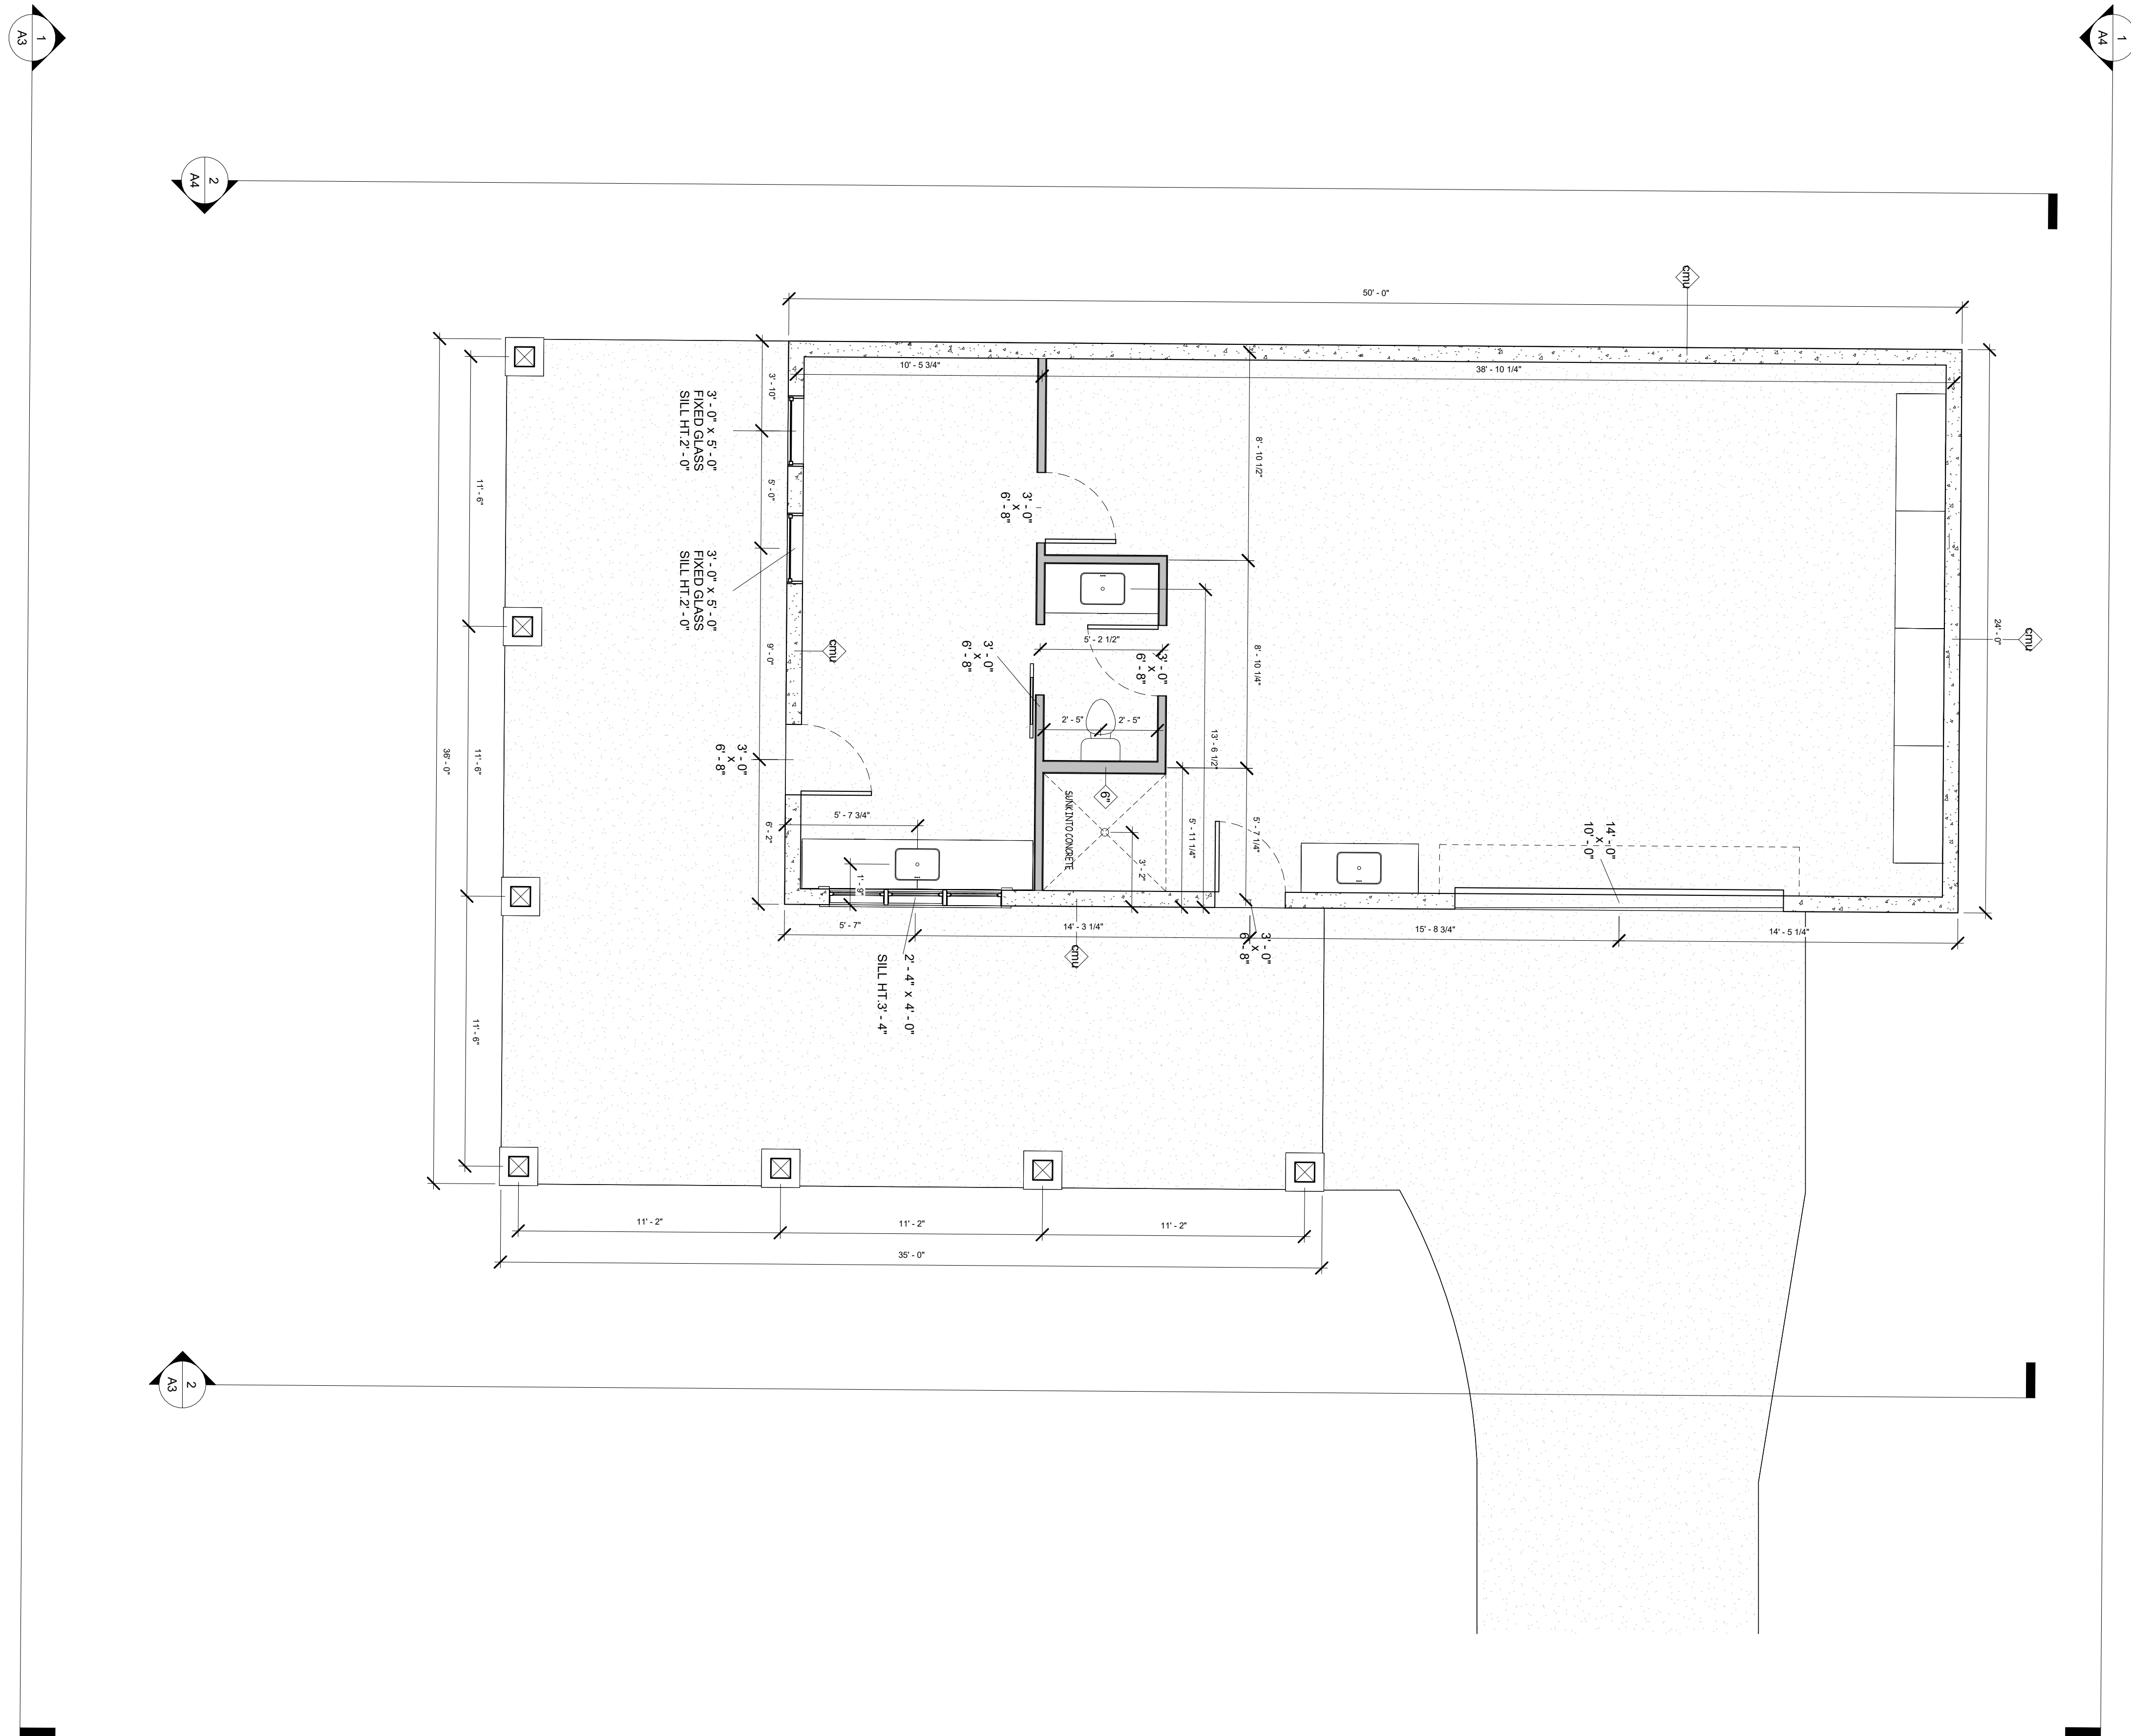 1
A3
1
A4
2
A4
cmu
50' - 0"
10' - 5 3/4"
38' - 10 1/4"
3' - 10"
3' - 0" x 5' - 0"
FIXED GLASS
SILL HT.2' - 0"
8' - 10 1/2"
11' - 6"
5' - 0"
3' - 0"
x
6' - 8"
3' - 0" x 5' - 0"
FIXED GLASS
SILL HT.2' - 0"
24' - 0"
cmu
9' - 0"
cmu
3' - 0"
x
6' - 8"
5' - 2 1/2"
3' - 0"
x
6' - 8"
8' - 10 1/4"
2' - 5"
2' - 5"
13' - 6 1/2"
36' - 0"
11' - 6"
3' - 0"
x
6' - 8"
6"
SUNK INTO CONCRETE
5' - 7 3/4"
6' - 2"
5' - 11 1/4"
5' - 7 1/4"
14' - 0"
x
10' - 0"
3' - 2"
1' - 9"
5' - 7"
14' - 3 1/4"
15' - 8 3/4"
14' - 5 1/4"
cmu
3' - 0"
x
6' - 8"
2' - 4" x 4' - 0"
SILL HT.3' - 4"
11' - 6"
11' - 2"
11' - 2"
11' - 2"
35' - 0"
2
A3